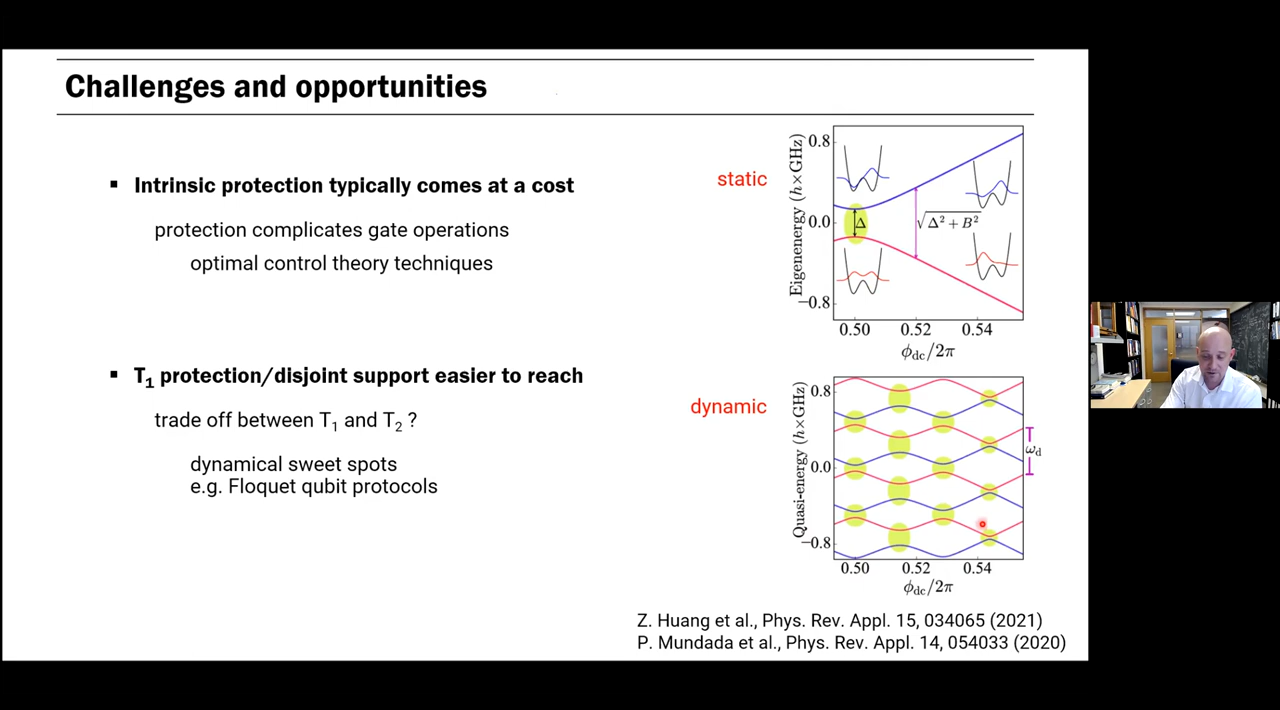 Challenges and opportunities
▪ Intrinsic protection typically comes at a cost
protection complicates gate operations
optimal control theory techniques
▪ T₁ protection/disjoint support easier to reach
trade off between T₁ and T₂ ?
dynamical sweet spots
e.g. Floquet qubit protocols
static
Eigenenergy (h×GHz)
0.8
0.0
−0.8
Δ
√Δ² + B²
0.50 0.52 0.54
ϕdc/2π
dynamic
Quasi-energy (h×GHz)
0.8
0.0
−0.8
ωd
0.50 0.52 0.54
ϕdc/2π
Z. Huang et al., Phys. Rev. Appl. 15, 034065 (2021)
P. Mundada et al., Phys. Rev. Appl. 14, 054033 (2020)